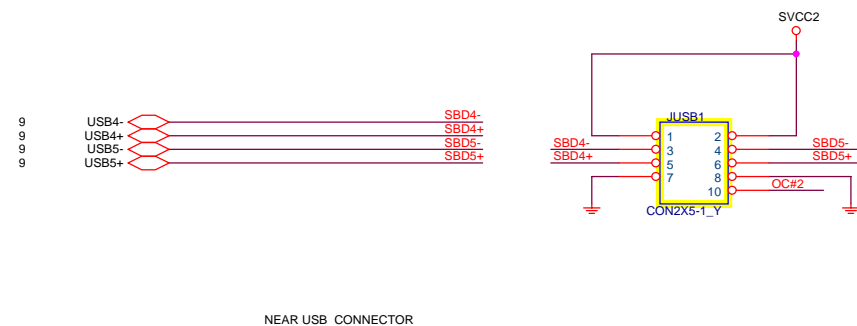 SVCC2
9 USB4- SBD4-
9 USB4+ SBD4+
9 USB5- SBD5-
9 USB5+ SBD5+
JUSB1
1 2
SBD4- 3 4 SBD5-
SBD4+ 5 6 SBD5+
7 8
10 OC#2
CON2X5-1_Y
NEAR USB CONNECTOR